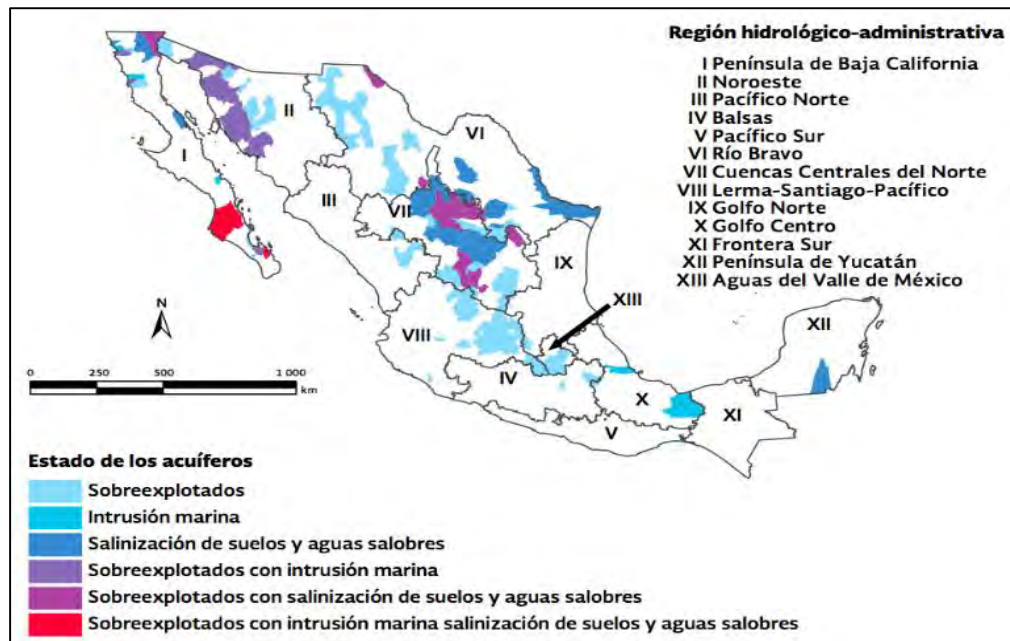 Región hidrológico-administrativa
I Península de Baja California
II Noroeste
III Pacífico Norte
IV Balsas
V Pacífico Sur
VI Río Bravo
VII Cuencas Centrales del Norte
VIII Lerma-Santiago-Pacífico
IX Golfo Norte
X Golfo Centro
XI Frontera Sur
XII Península de Yucatán
XIII Aguas del Valle de México
II
VI
I
III
VII
IX
XIII
XII
VIII
IV
X
XI
V
N
0 250 500 1 000
km
Estado de los acuíferos
Sobreexplotados
Intrusión marina
Salinización de suelos y aguas salobres
Sobreexplotados con intrusión marina
Sobreexplotados con salinización de suelos y aguas salobres
Sobreexplotados con intrusión marina salinización de suelos y aguas salobres